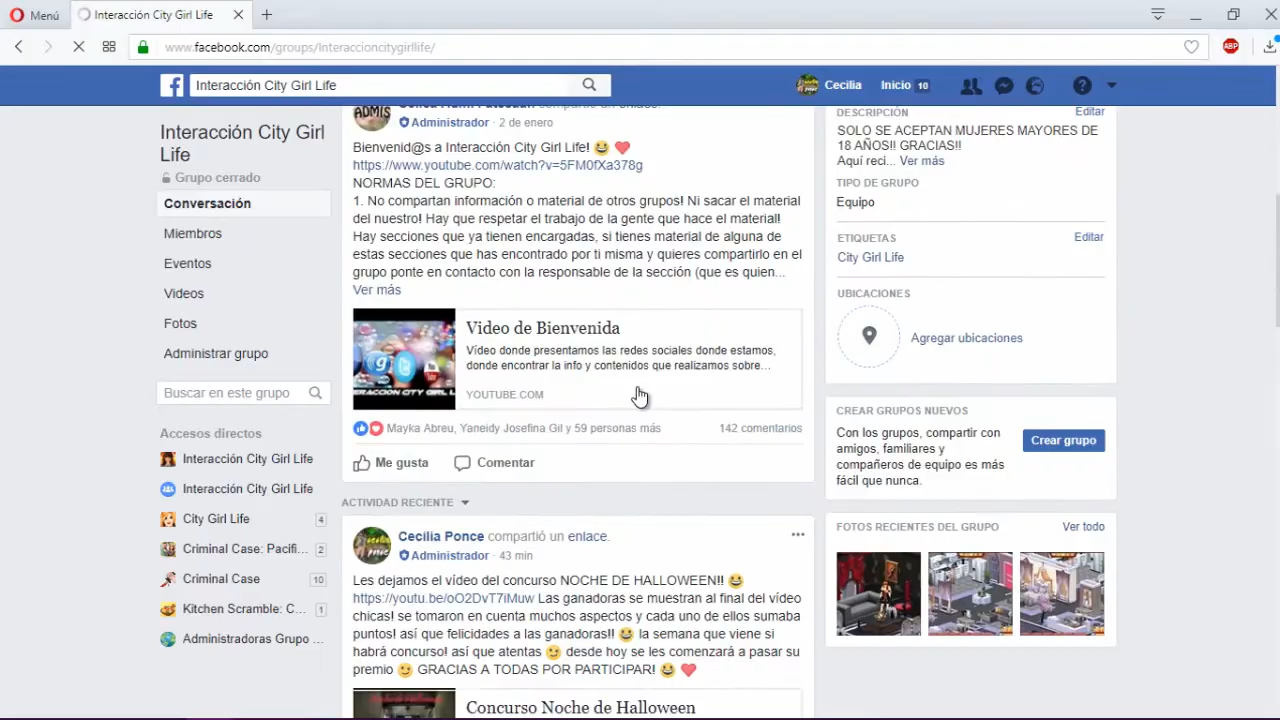 Menú
Interacción City Girl Life
www.facebook.com/groups/interaccioncitygirllife/
ABP
Interacción City Girl Life
Cecilia
Inicio 10
Interacción City Girl
Life
Grupo cerrado
Conversación
Miembros
Eventos
Videos
Fotos
Administrar grupo
Buscar en este grupo
Accesos directos
Interacción City Girl Life
Interacción City Girl Life
City Girl Life 4
Criminal Case: Pacifi... 2
Criminal Case 10
Kitchen Scramble: C... 1
Administradoras Grupo ...
ADMIS
Administrador · 2 de enero
Bienvenid@s a Interacción City Girl Life!
https://www.youtube.com/watch?v=5FM0fXa378g
NORMAS DEL GRUPO:
1. No compartan información o material de otros grupos! Ni sacar el material
del nuestro! Hay que respetar el trabajo de la gente que hace el material!
Hay secciones que ya tienen encargadas, si tienes material de alguna de
estas secciones que has encontrado por ti misma y quieres compartirlo en el
grupo ponte en contacto con la responsable de la sección (que es quien...
Ver más
Video de Bienvenida
Vídeo donde presentamos las redes sociales donde estamos,
donde encontrar la info y contenidos que realizamos sobre...
YOUTUBE.COM
Mayka Abreu, Yaneidy Josefina Gil y 59 personas más
142 comentarios
Me gusta
Comentar
ACTIVIDAD RECIENTE
Cecilia Ponce compartió un enlace.
Administrador · 43 min
Les dejamos el vídeo del concurso NOCHE DE HALLOWEEN!!
https://youtu.be/oO2DvT7iMuw Las ganadoras se muestran al final del vídeo
chicas! se tomaron en cuenta muchos aspectos y cada uno de ellos sumaba
puntos! así que felicidades a las ganadoras!! la semana que viene si
habrá concurso! así que atentas desde hoy se les comenzará a pasar su
premio GRACIAS A TODAS POR PARTICIPAR!
Concurso Noche de Halloween
DESCRIPCIÓN
Editar
SOLO SE ACEPTAN MUJERES MAYORES DE
18 AÑOS!! GRACIAS!!
Aquí reci... Ver más
TIPO DE GRUPO
Equipo
ETIQUETAS
Editar
City Girl Life
UBICACIONES
Agregar ubicaciones
CREAR GRUPOS NUEVOS
Con los grupos, compartir con
amigos, familiares y
compañeros de equipo es más
fácil que nunca.
Crear grupo
FOTOS RECIENTES DEL GRUPO
Ver todo